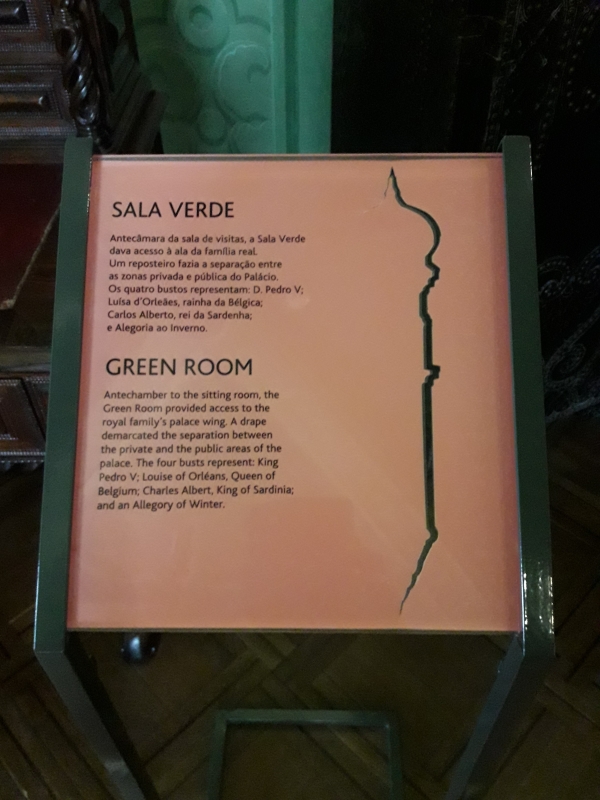 SALA VERDE
Antecâmara da sala de visitas, a Sala Verde
dava acesso à ala da família real.
Um reposteiro fazia a separação entre
as zonas privada e pública do Palácio.
Os quatro bustos representam: D. Pedro V;
Luísa d'Orleães, rainha da Bélgica;
Carlos Alberto, rei da Sardenha;
e Alegoria ao Inverno.
GREEN ROOM
Antechamber to the sitting room, the
Green Room provided access to the
royal family's palace wing. A drape
demarcated the separation between
the private and the public areas of the
palace. The four busts represent: King
Pedro V; Louise of Orléans, Queen of
Belgium; Charles Albert, King of Sardinia;
and an Allegory of Winter.